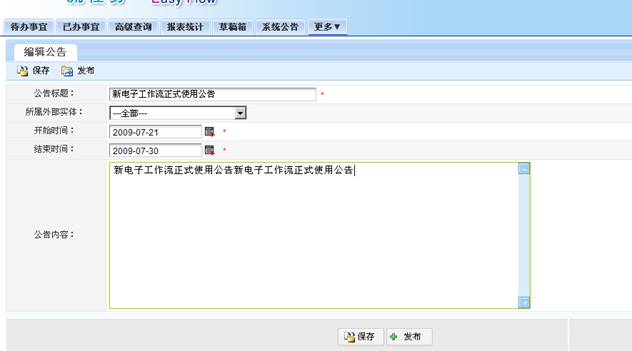 Easy Flow
待办事宜 已办事宜 高级查询 报表统计 草稿箱 系统公告 更多▼
编辑公告
保存 发布
公告标题： 新电子工作流正式使用公告 *
所属外部实体： ---全部---
开始时间： 2009-07-21 *
结束时间： 2009-07-30 *
公告内容： 新电子工作流正式使用公告新电子工作流正式使用公告
保存 发布